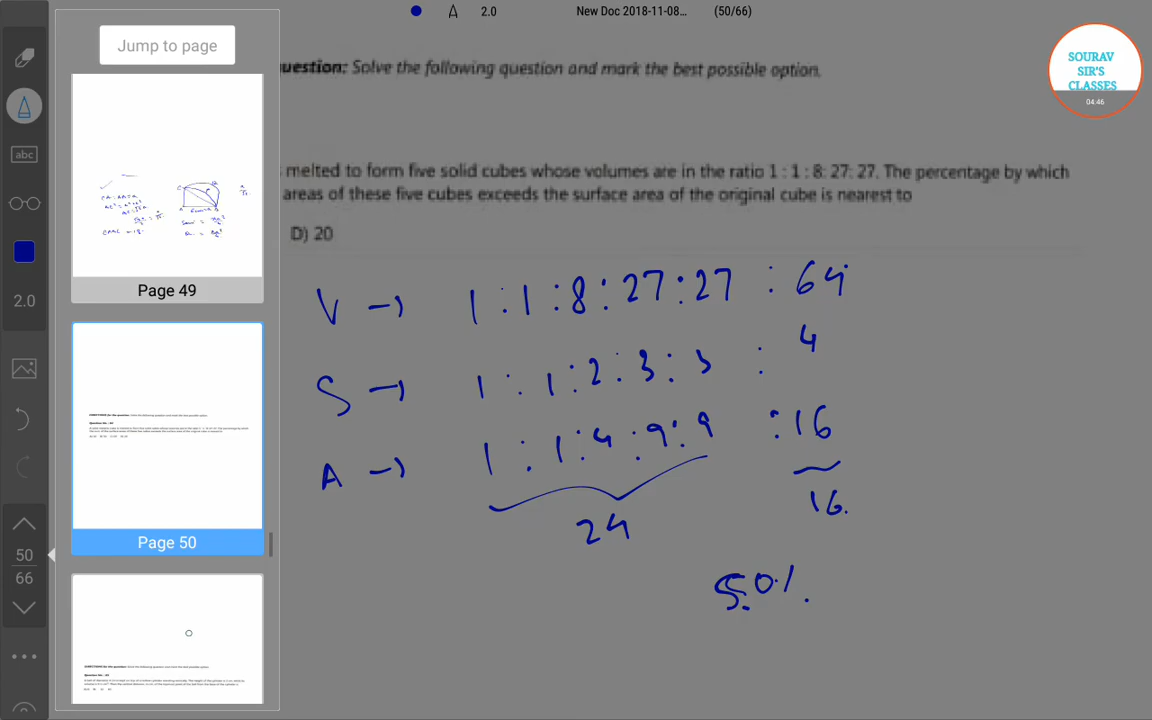 2.0 New Doc 2018-11-08... (50/66)
SOURAV
SIR'S
CLASSES
04:46
Jump to page
uestion: Solve the following question and mark the best possible option.
melted to form five solid cubes whose volumes are in the ratio 1 : 1 : 8: 27: 27. The percentage by which
areas of these five cubes exceeds the surface area of the original cube is nearest to
D) 20
abc
2.0
Page 49
V → 1 : 1 : 8 : 27 : 27 : 64
S → 1 : 1 : 2 : 3 : 3 : 4
A → 1 : 1 : 4 : 9 : 9 : 16
24
16.
50%.
50
66
Page 50